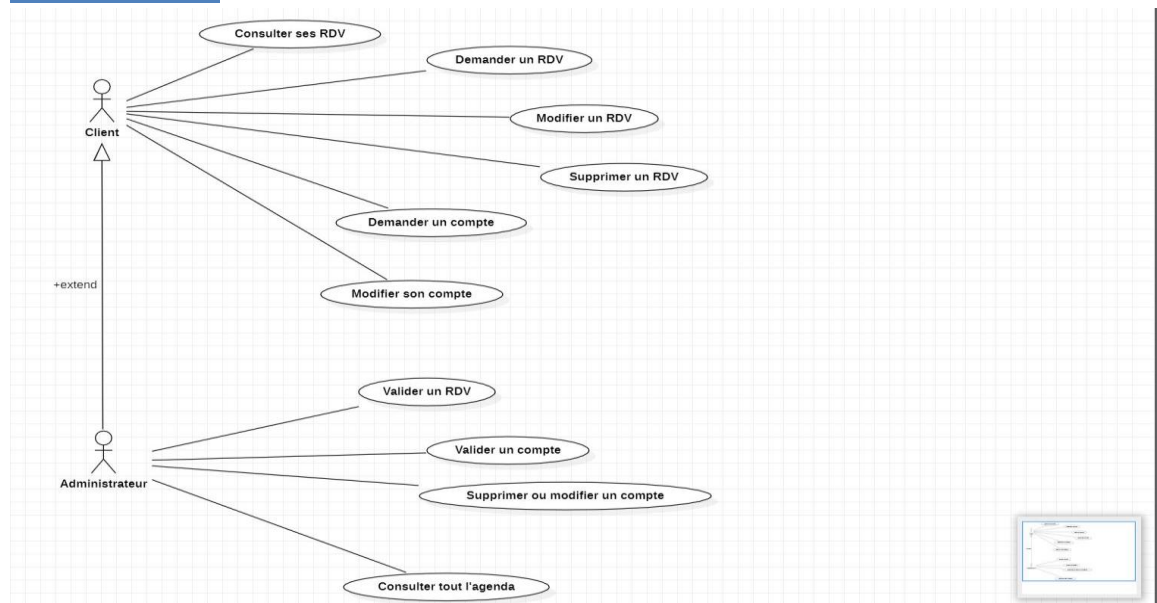 Consulter ses RDV
Demander un RDV
Modifier un RDV
Client
Supprimer un RDV
Demander un compte
+extend
Modifier son compte
Valider un RDV
Valider un compte
Administrateur
Supprimer ou modifier un compte
Consulter tout l'agenda